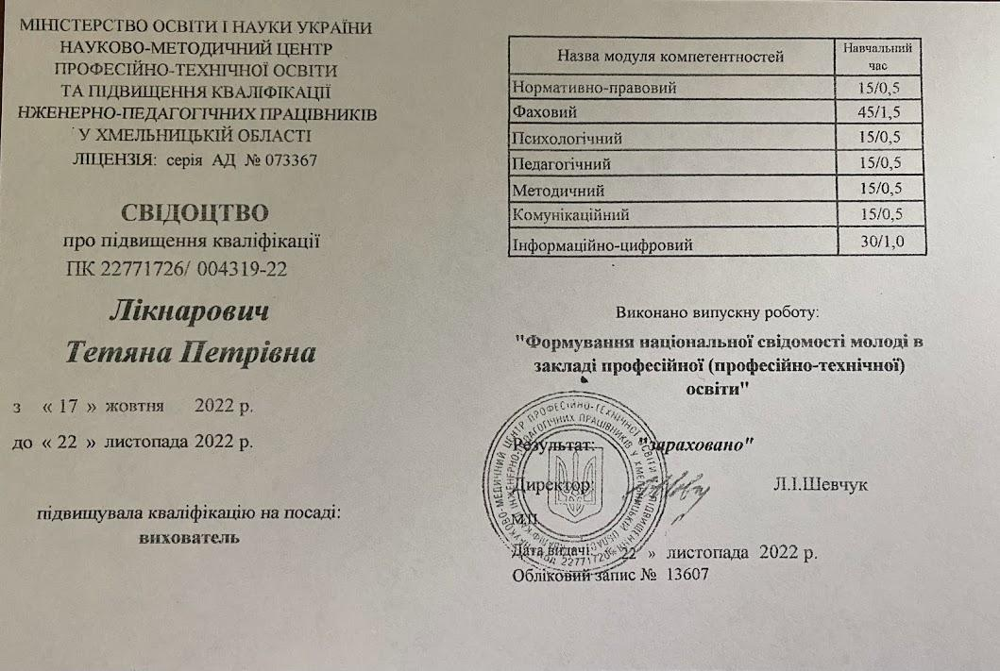 МІНІСТЕРСТВО ОСВІТИ І НАУКИ УКРАЇНИ
НАУКОВО-МЕТОДИЧНИЙ ЦЕНТР
ПРОФЕСІЙНО-ТЕХНІЧНОЇ ОСВІТИ
ТА ПІДВИЩЕННЯ КВАЛІФІКАЦІЇ
НЖЕНЕРНО-ПЕДАГОГІЧНИХ ПРАЦІВНИКІВ
У ХМЕЛЬНИЦЬКІЙ ОБЛАСТІ
ЛІЦЕНЗІЯ: серія АД № 073367
СВІДОЦТВО
про підвищення кваліфікації
ПК 22771726/ 004319-22
Лікнарович
Тетяна Петрівна
з « 17 » жовтня 2022 р.
до « 22 » листопада 2022 р.
підвищувала кваліфікацію на посаді:
вихователь
Назва модуля компетентностей Навчальний
час
Нормативно-правовий 15/0,5
Фаховий 45/1,5
Психологічний 15/0,5
Педагогічний 15/0,5
Методичний 15/0,5
Комунікаційний 15/0,5
Інформаційно-цифровий 30/1,0
Виконано випускну роботу:
"Формування національної свідомості молоді в
закладі професійної (професійно-технічної)
освіти"
Результат: "зараховано"
Директор: Л.І.Шевчук
М.П.
Дата видачі: « 22 » листопада 2022 р.
Обліковий запис № 13607